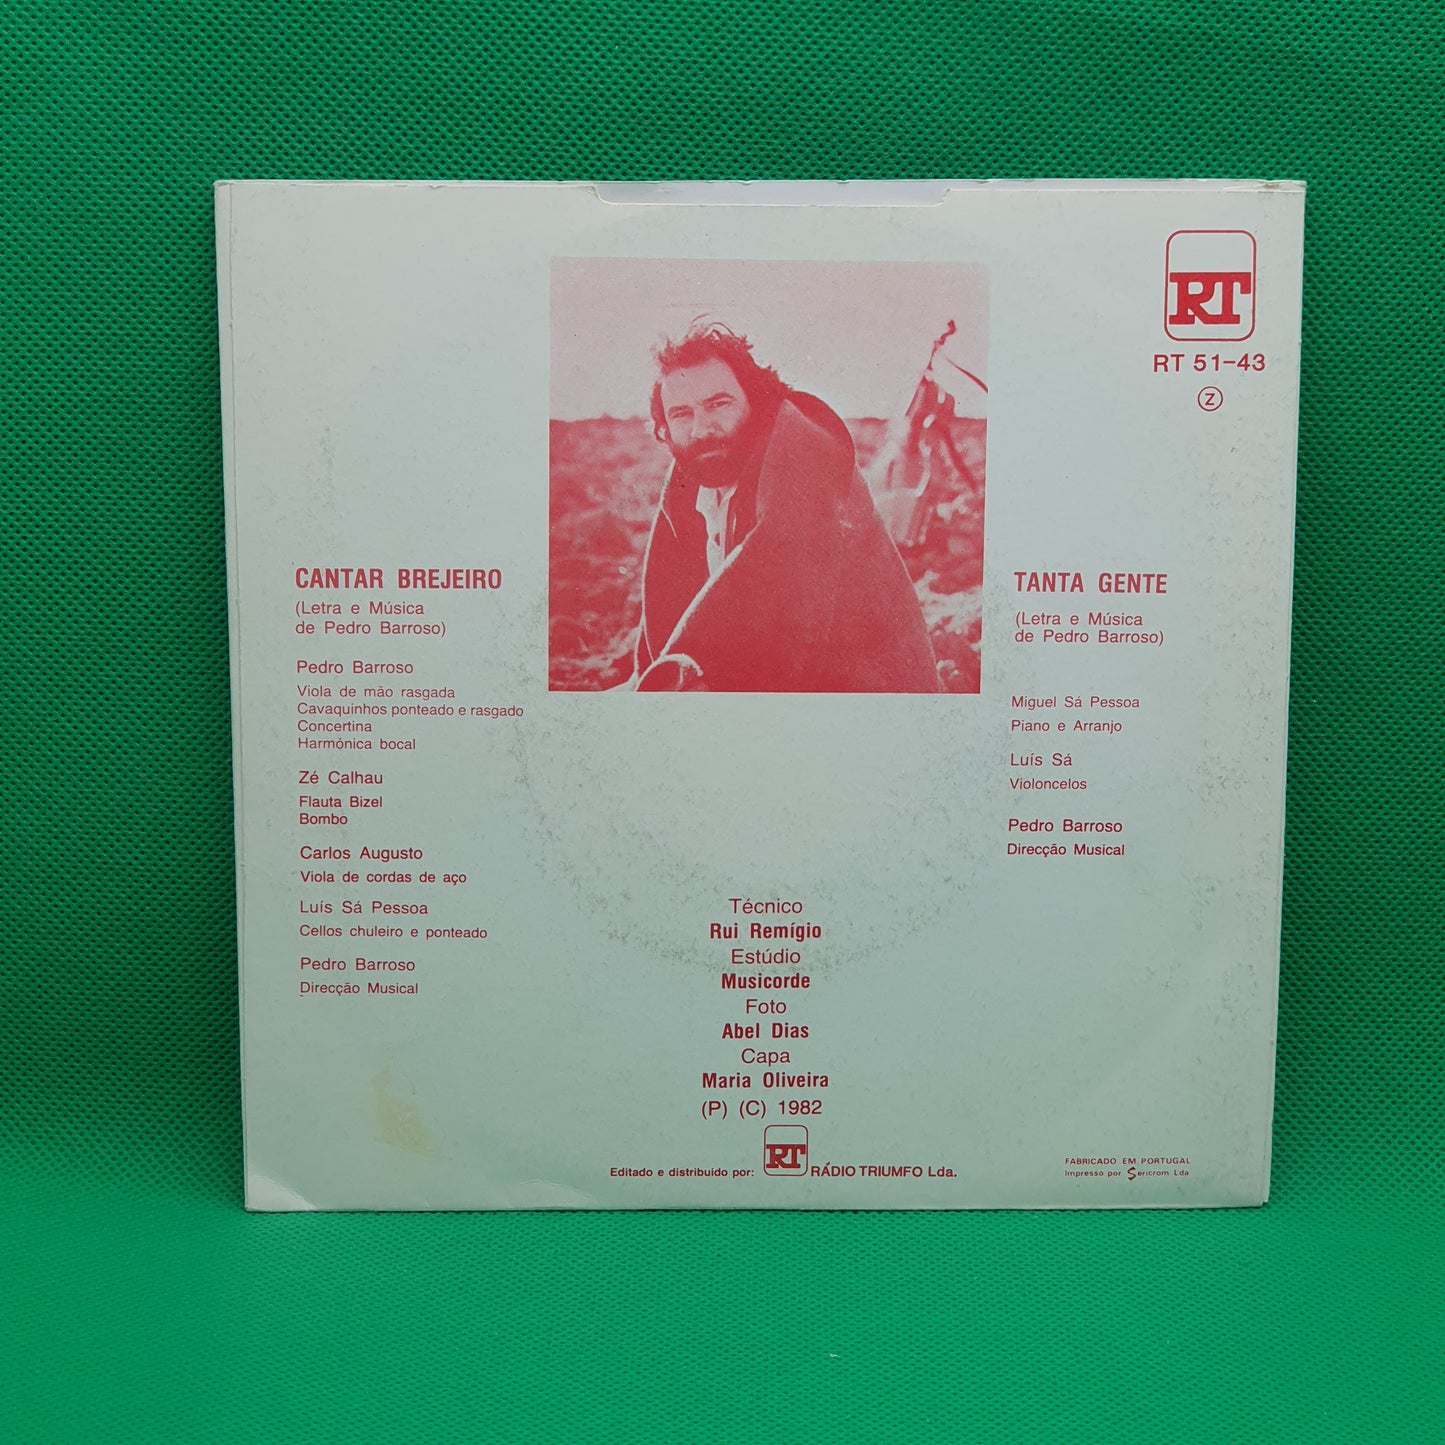 RT
RT 51-43
Z
CANTAR BREJEIRO
(Letra e Música
de Pedro Barroso)
Pedro Barroso
Viola de mão rasgada
Cavaquinhos ponteado e rasgado
Concertina
Harmónica bocal
Zé Calhau
Flauta Bizel
Bombo
Carlos Augusto
Viola de cordas de aço
Luís Sá Pessoa
Cellos chuleiro e ponteado
Pedro Barroso
Direcção Musical
TANTA GENTE
(Letra e Música
de Pedro Barroso)
Miguel Sá Pessoa
Piano e Arranjo
Luís Sá
Violoncelos
Pedro Barroso
Direcção Musical
Técnico
Rui Remígio
Estúdio
Musicorde
Foto
Abel Dias
Capa
Maria Oliveira
(P) (C) 1982
Editado e distribuido por: RT RÁDIO TRIUMFO Lda.
FABRICADO EM PORTUGAL
Impresso por Sericrom Lda